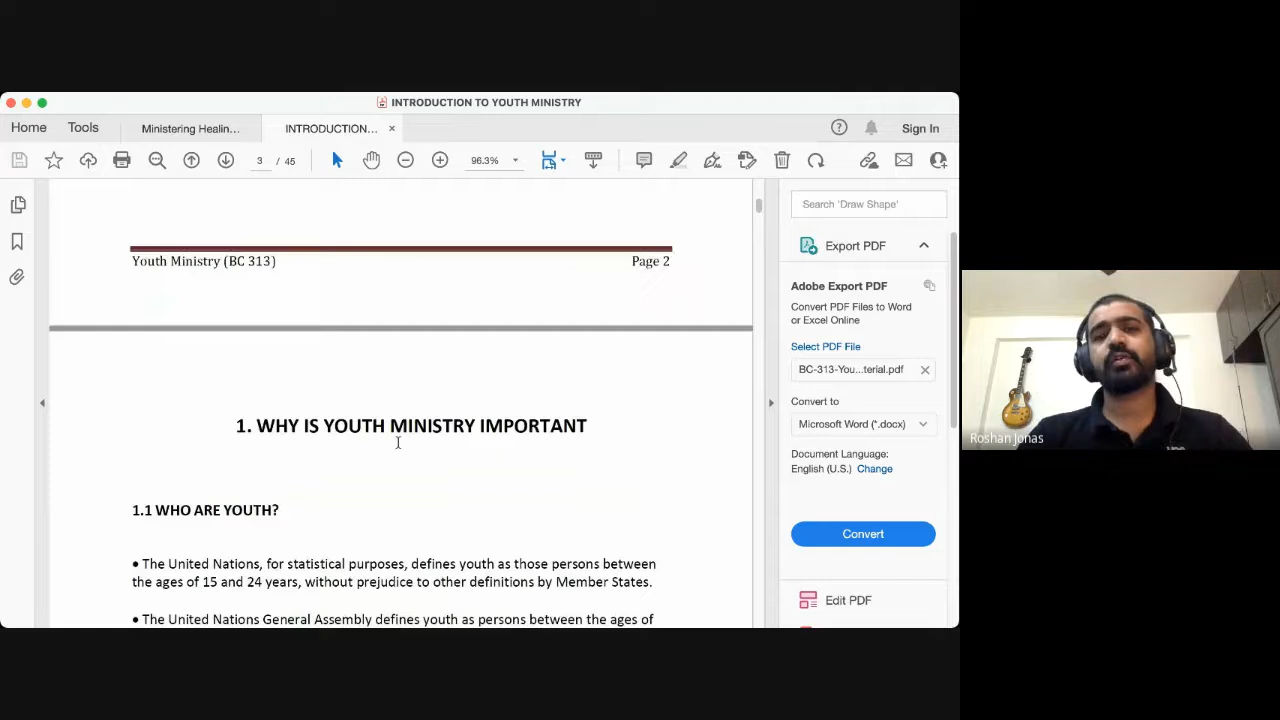 INTRODUCTION TO YOUTH MINISTRY
Home Tools Ministering Healin... INTRODUCTION... × Sign In
3 / 45 96.3%
Youth Ministry (BC 313) Page 2
1. WHY IS YOUTH MINISTRY IMPORTANT
1.1 WHO ARE YOUTH?
• The United Nations, for statistical purposes, defines youth as those persons between
the ages of 15 and 24 years, without prejudice to other definitions by Member States.
• The United Nations General Assembly defines youth as persons between the ages of
Search 'Draw Shape'
Export PDF
Adobe Export PDF
Convert PDF Files to Word
or Excel Online
Select PDF File
BC-313-You...terial.pdf
Convert to
Microsoft Word (*.docx)
Document Language:
English (U.S.) Change
Convert
Edit PDF
Roshan Jonas